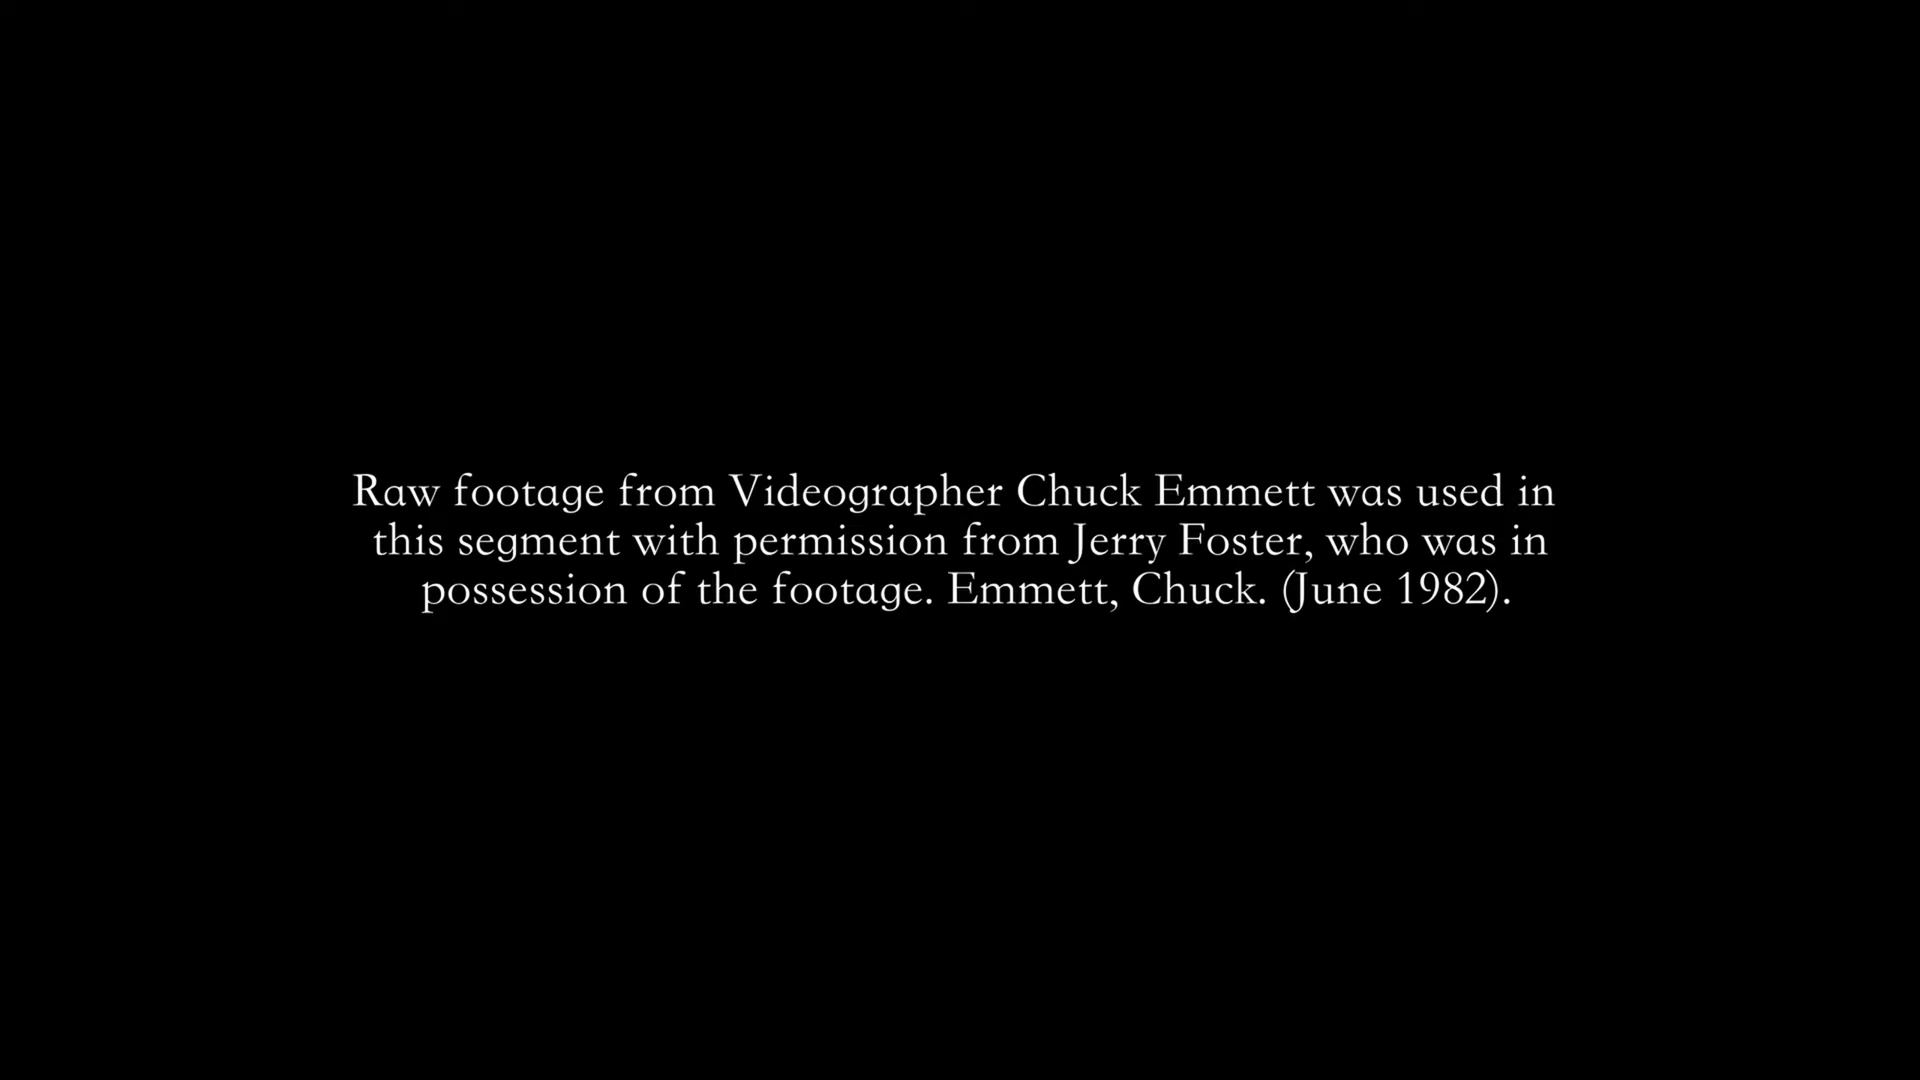 Raw footage from Videographer Chuck Emmett was used in
this segment with permission from Jerry Foster, who was in
possession of the footage. Emmett, Chuck. (June 1982).